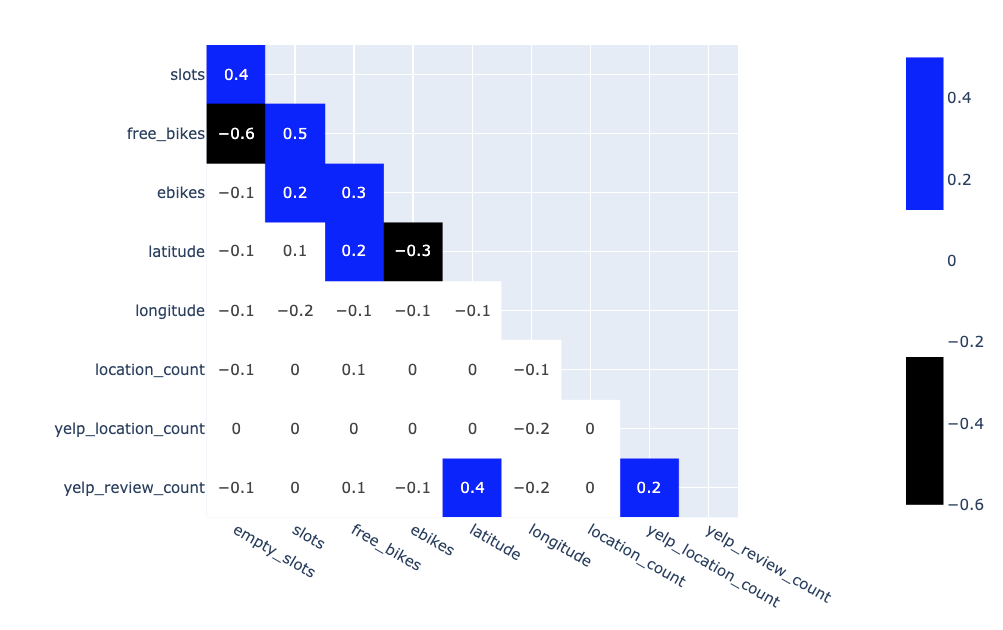 slots 0.4
free_bikes −0.6 0.5
ebikes −0.1 0.2 0.3
latitude −0.1 0.1 0.2 −0.3
longitude −0.1 −0.2 −0.1 −0.1 −0.1
location_count −0.1 0 0.1 0 0 −0.1
yelp_location_count 0 0 0 0 0 −0.2 0
yelp_review_count −0.1 0 0.1 −0.1 0.4 −0.2 0 0.2
empty_slots
slots
free_bikes
ebikes
latitude
longitude
location_count
yelp_location_count
yelp_review_count
0.4
0.2
0
−0.2
−0.4
−0.6